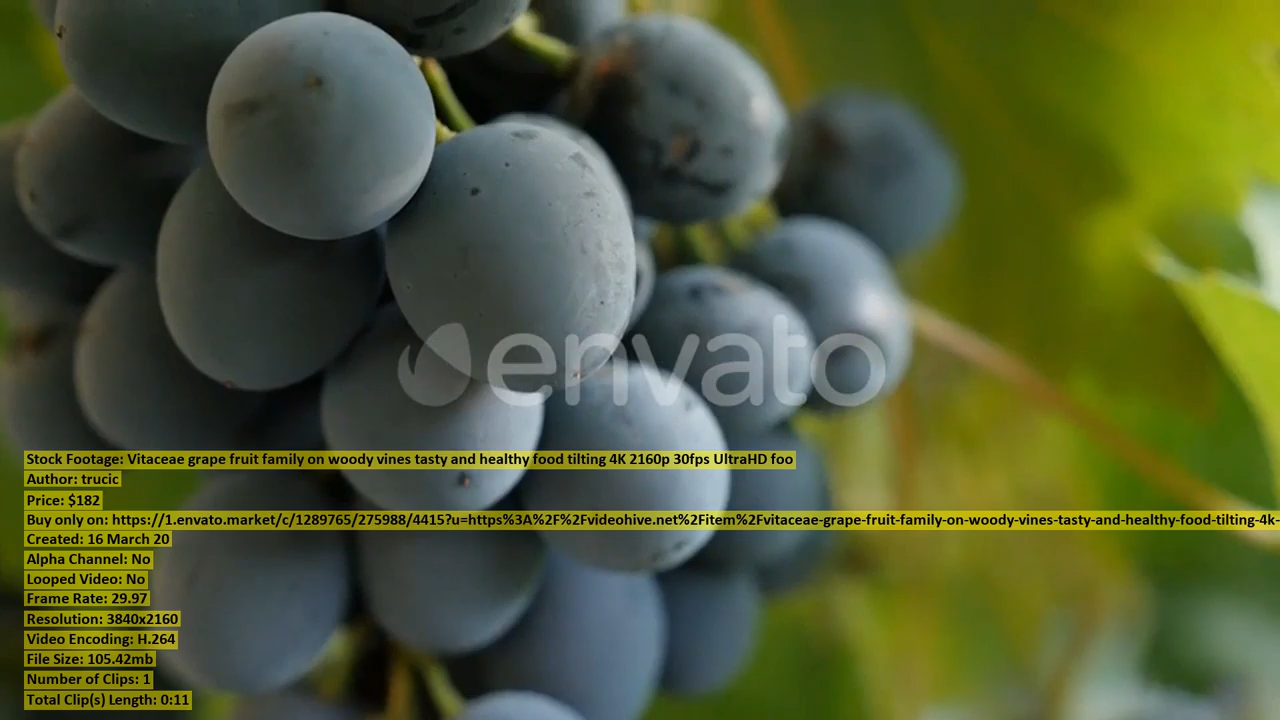 envato
Stock Footage: Vitaceae grape fruit family on woody vines tasty and healthy food tilting 4K 2160p 30fps UltraHD foo
Author: trucic
Price: $182
Buy only on: https://1.envato.market/c/1289765/275988/4415?u=https%3A%2F%2Fvideohive.net%2Fitem%2Fvitaceae-grape-fruit-family-on-woody-vines-tasty-and-healthy-food-tilting-4k-
Created: 16 March 20
Alpha Channel: No
Looped Video: No
Frame Rate: 29.97
Resolution: 3840x2160
Video Encoding: H.264
File Size: 105.42mb
Number of Clips: 1
Total Clip(s) Length: 0:11